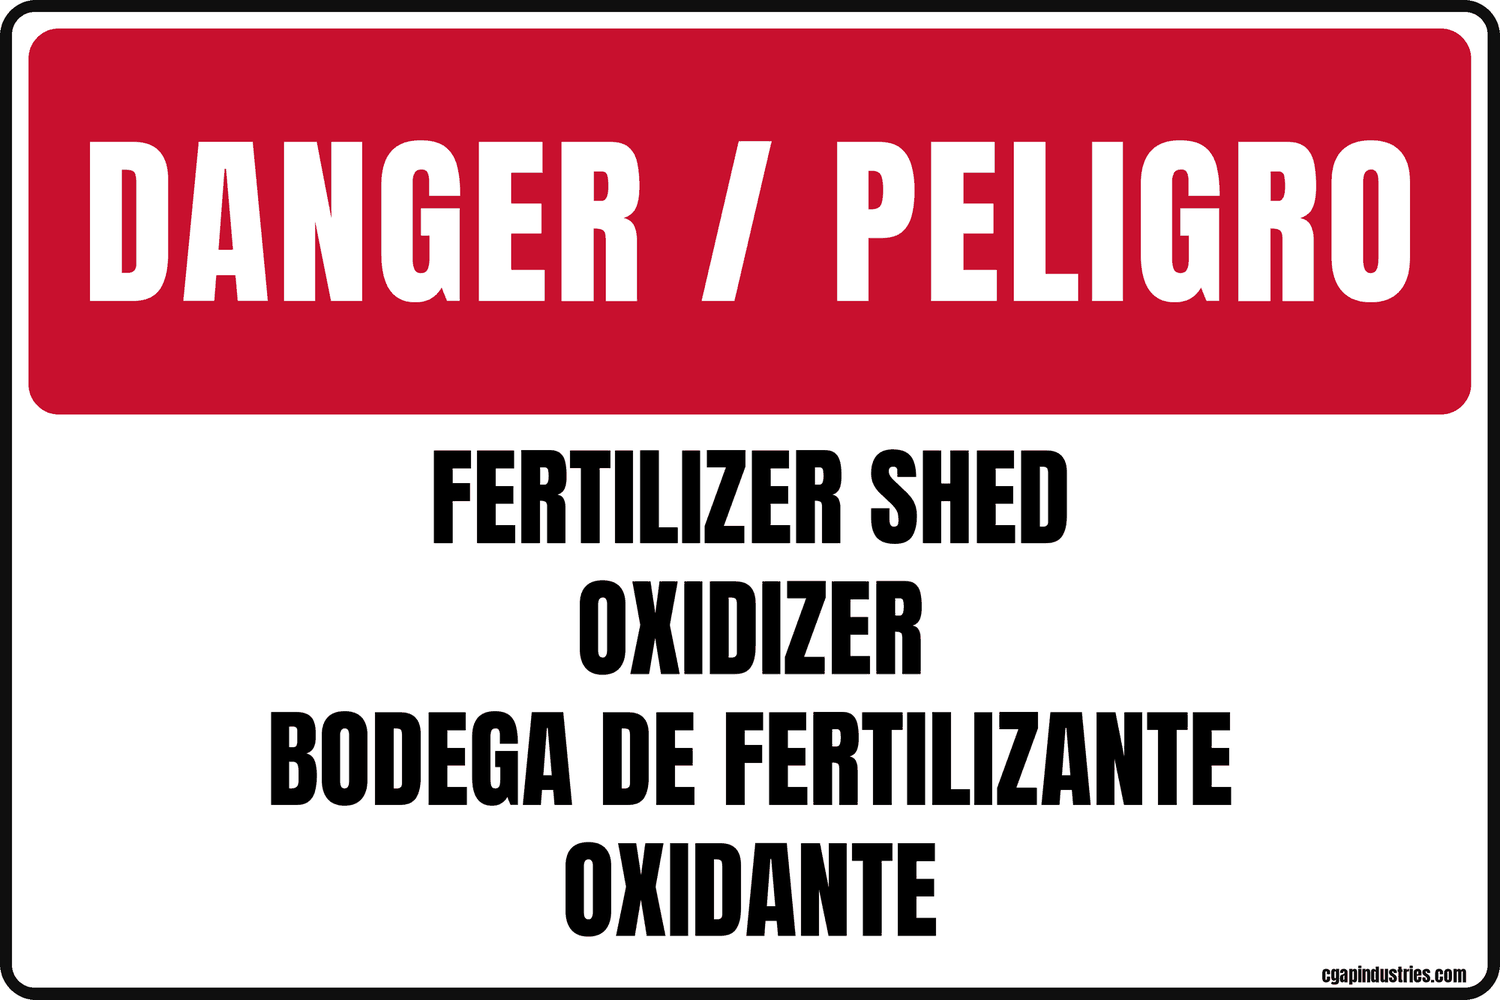 DANGER / PELIGRO
FERTILIZER SHED
OXIDIZER
BODEGA DE FERTILIZANTE
OXIDANTE
cgapindustries.com